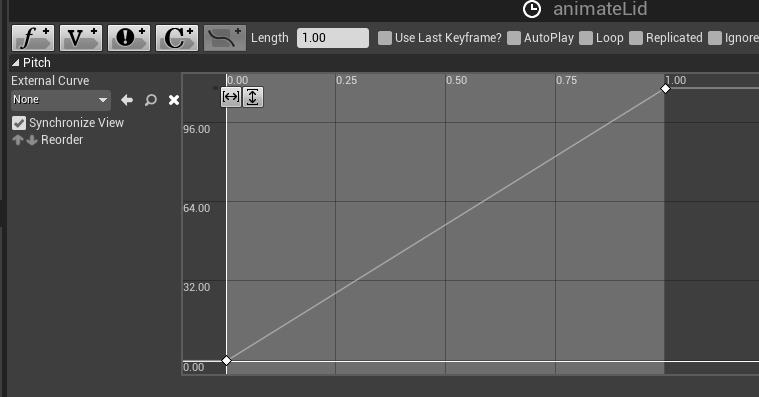 animateLid
f+ V+ !+ C+ Length 1.00 Use Last Keyframe? AutoPlay Loop Replicated Ignore
Pitch
External Curve
None
Synchronize View
Reorder
0.00 0.25 0.50 0.75 1.00
96.00
64.00
32.00
0.00